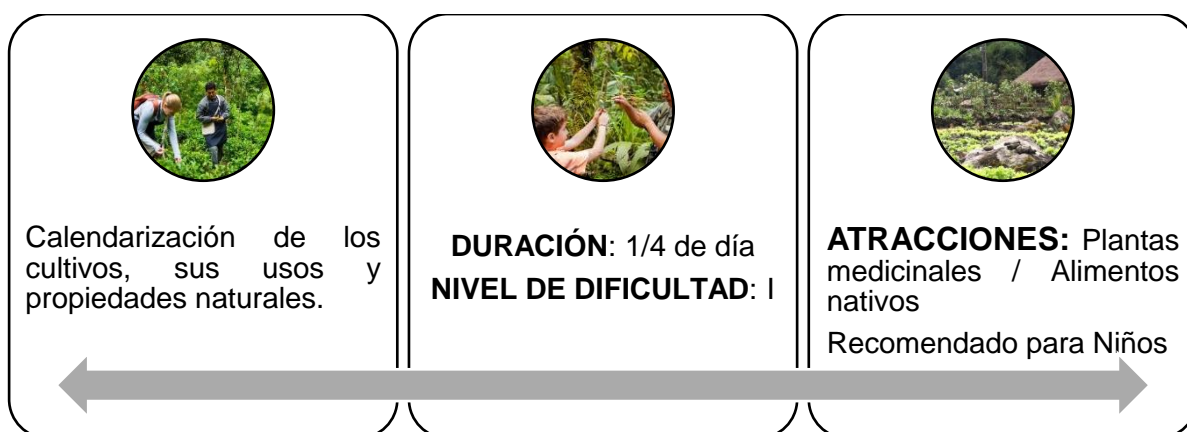 Calendarización de los
cultivos, sus usos y
propiedades naturales.
DURACIÓN: 1/4 de día
NIVEL DE DIFICULTAD: I
ATRACCIONES: Plantas
medicinales / Alimentos
nativos
Recomendado para Niños